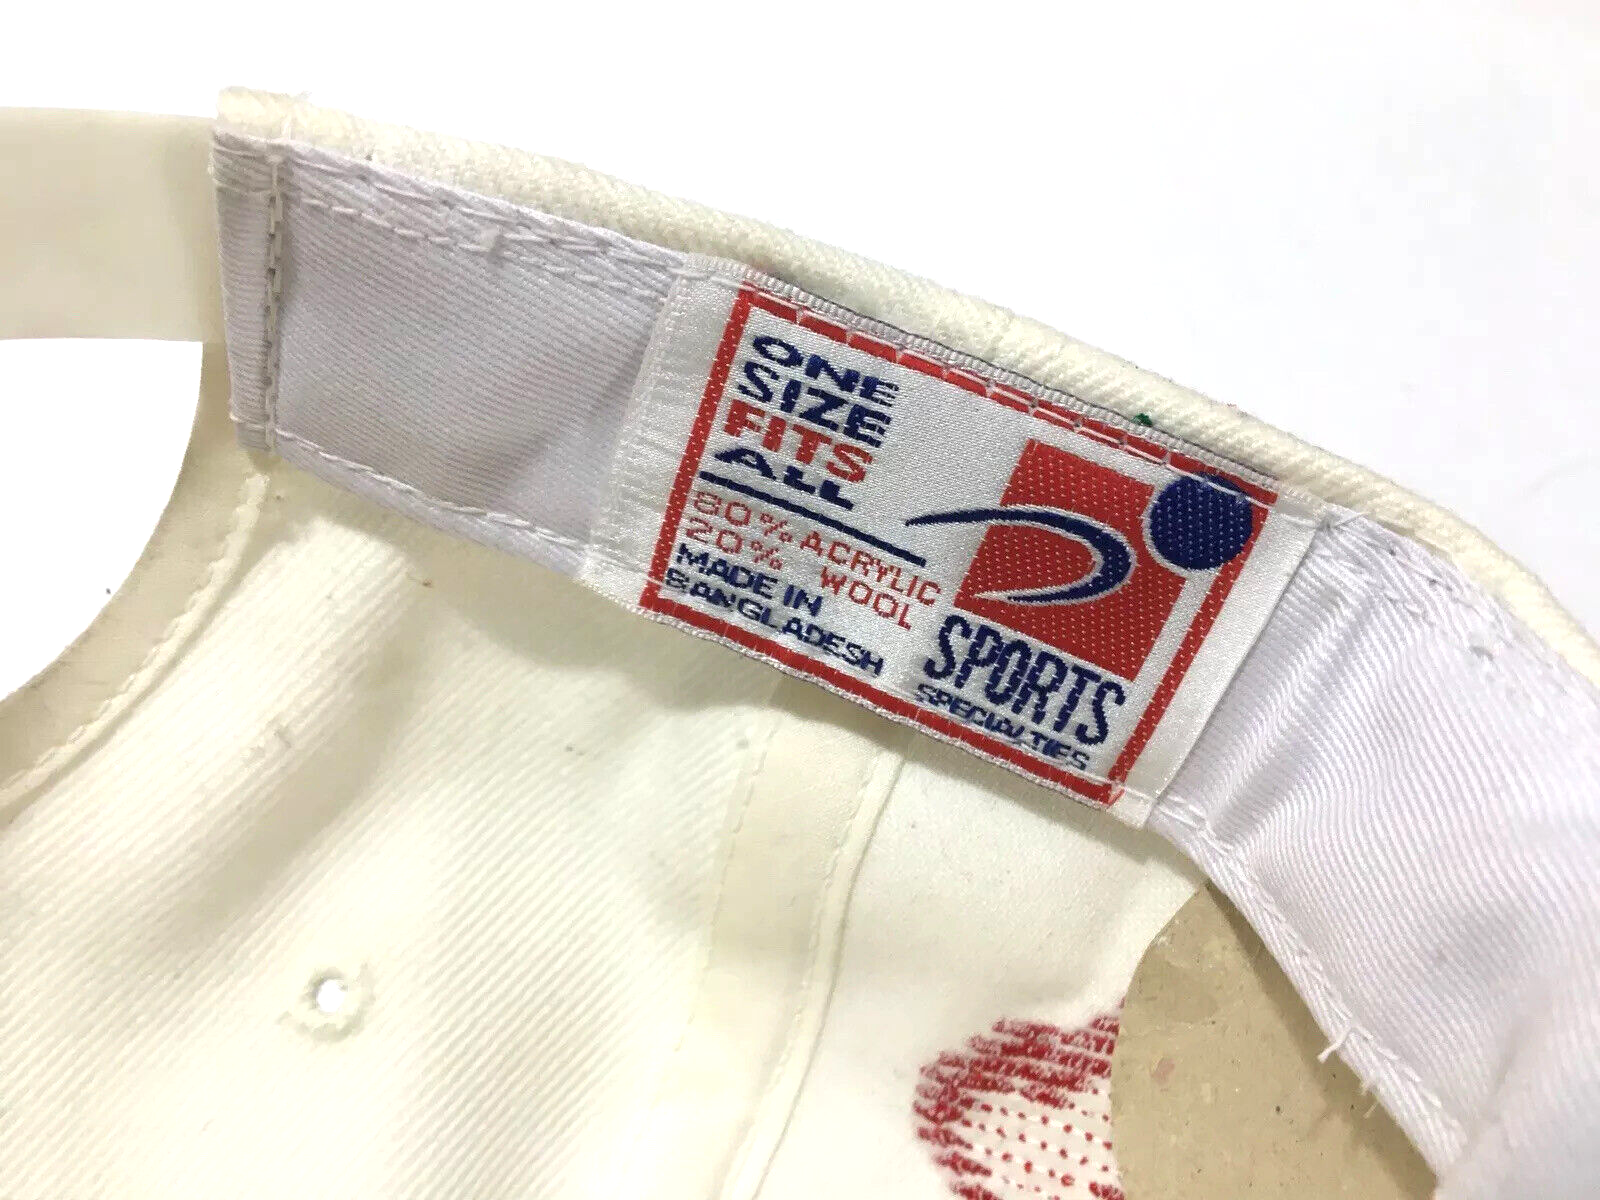 ONE
SIZE
FITS
ALL
80% ACRYLIC
20% WOOL
MADE IN
BANGLADESH
SPORTS
SPECIALTIES